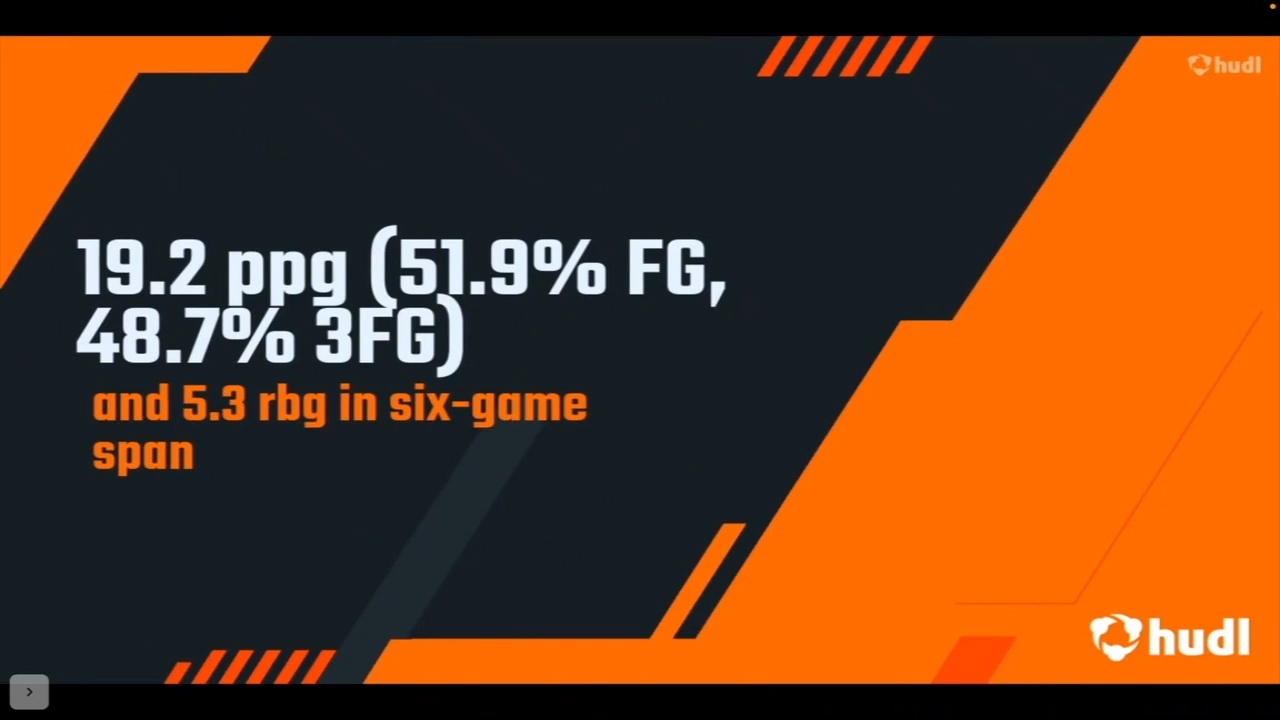 hudl
19.2 ppg (51.9% FG,
48.7% 3FG)
and 5.3 rbg in six-game
span
hudl